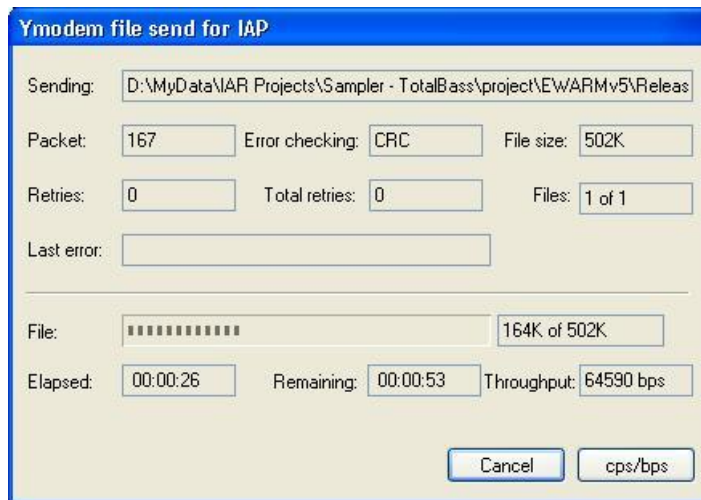 Ymodem file send for IAP
Sending: D:\MyData\IAR Projects\Sampler - TotalBass\project\EWARMv5\Releas
Packet: 167 Error checking: CRC File size: 502K
Retries: 0 Total retries: 0 Files: 1 of 1
Last error:
File: 164K of 502K
Elapsed: 00:00:26 Remaining: 00:00:53 Throughput: 64590 bps
Cancel cps/bps